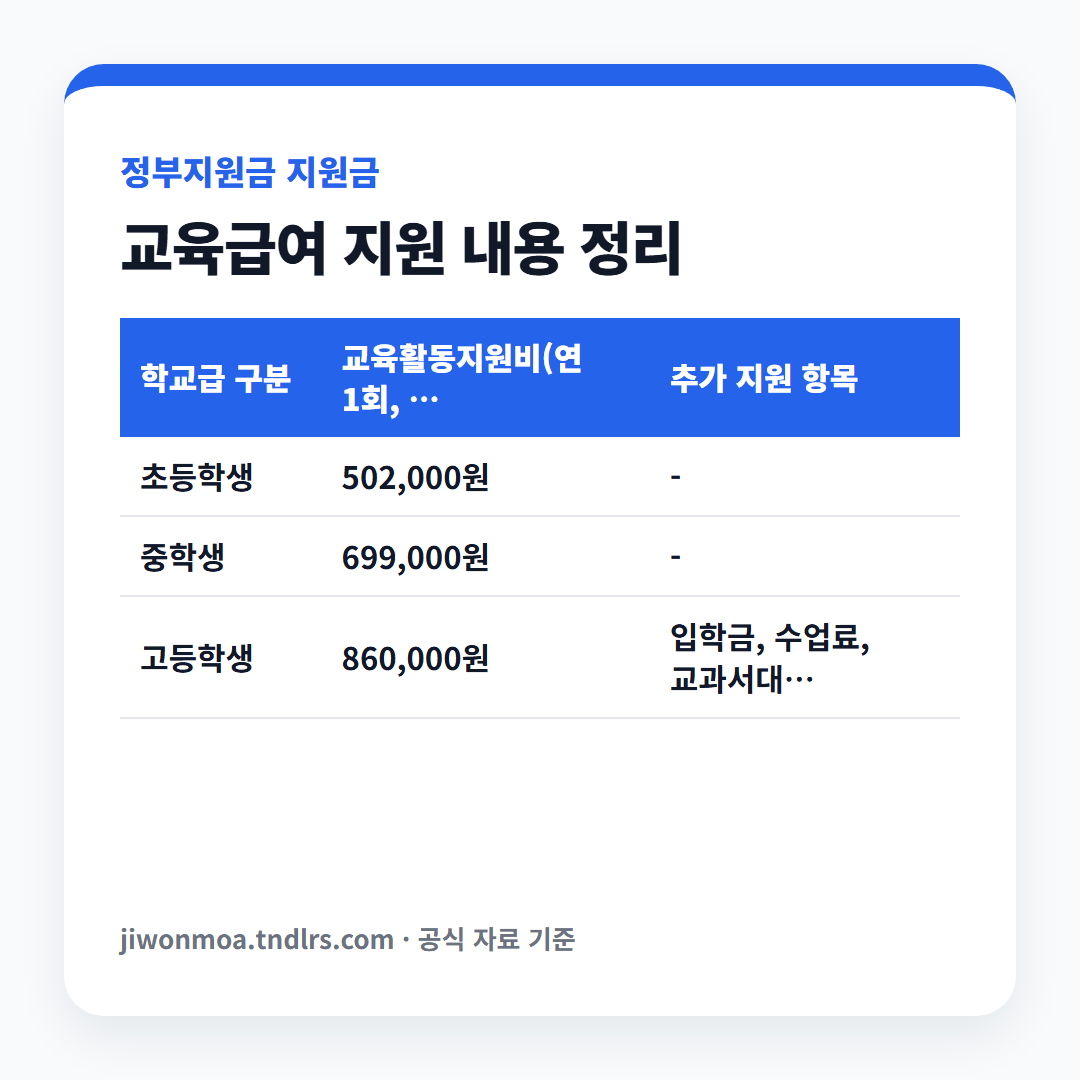 정부지원금 지원금
교육급여 지원 내용 정리
학교급 구분
교육활동지원비(연
1회, …
추가 지원 항목
초등학생
502,000원
-
중학생
699,000원
-
고등학생
860,000원
입학금, 수업료,
교과서대…
jiwonmoa.tndlrs.com · 공식 자료 기준